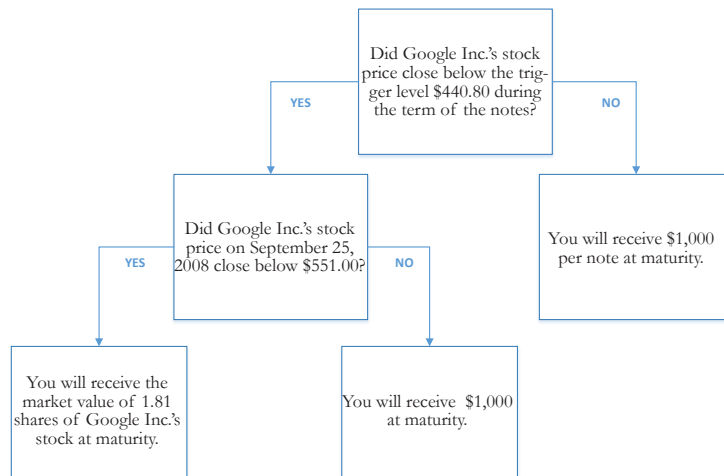 Did Google Inc.'s stock
price close below the trig-
ger level $440.80 during
the term of the notes?
YES
NO
Did Google Inc.'s stock
price on September 25,
2008 close below $551.00?
You will receive $1,000
per note at maturity.
YES
NO
You will receive the
market value of 1.81
shares of Google Inc.'s
stock at maturity.
You will receive $1,000
at maturity.